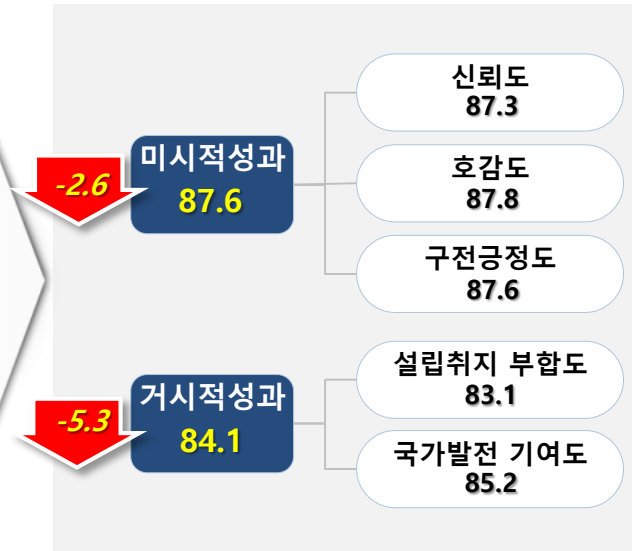 신뢰도
87.3
미시적성과
-2.6
87.6
호감도
87.8
구전긍정도
87.6
거시적성과
-5.3
84.1
설립취지 부합도
83.1
국가발전 기여도
85.2